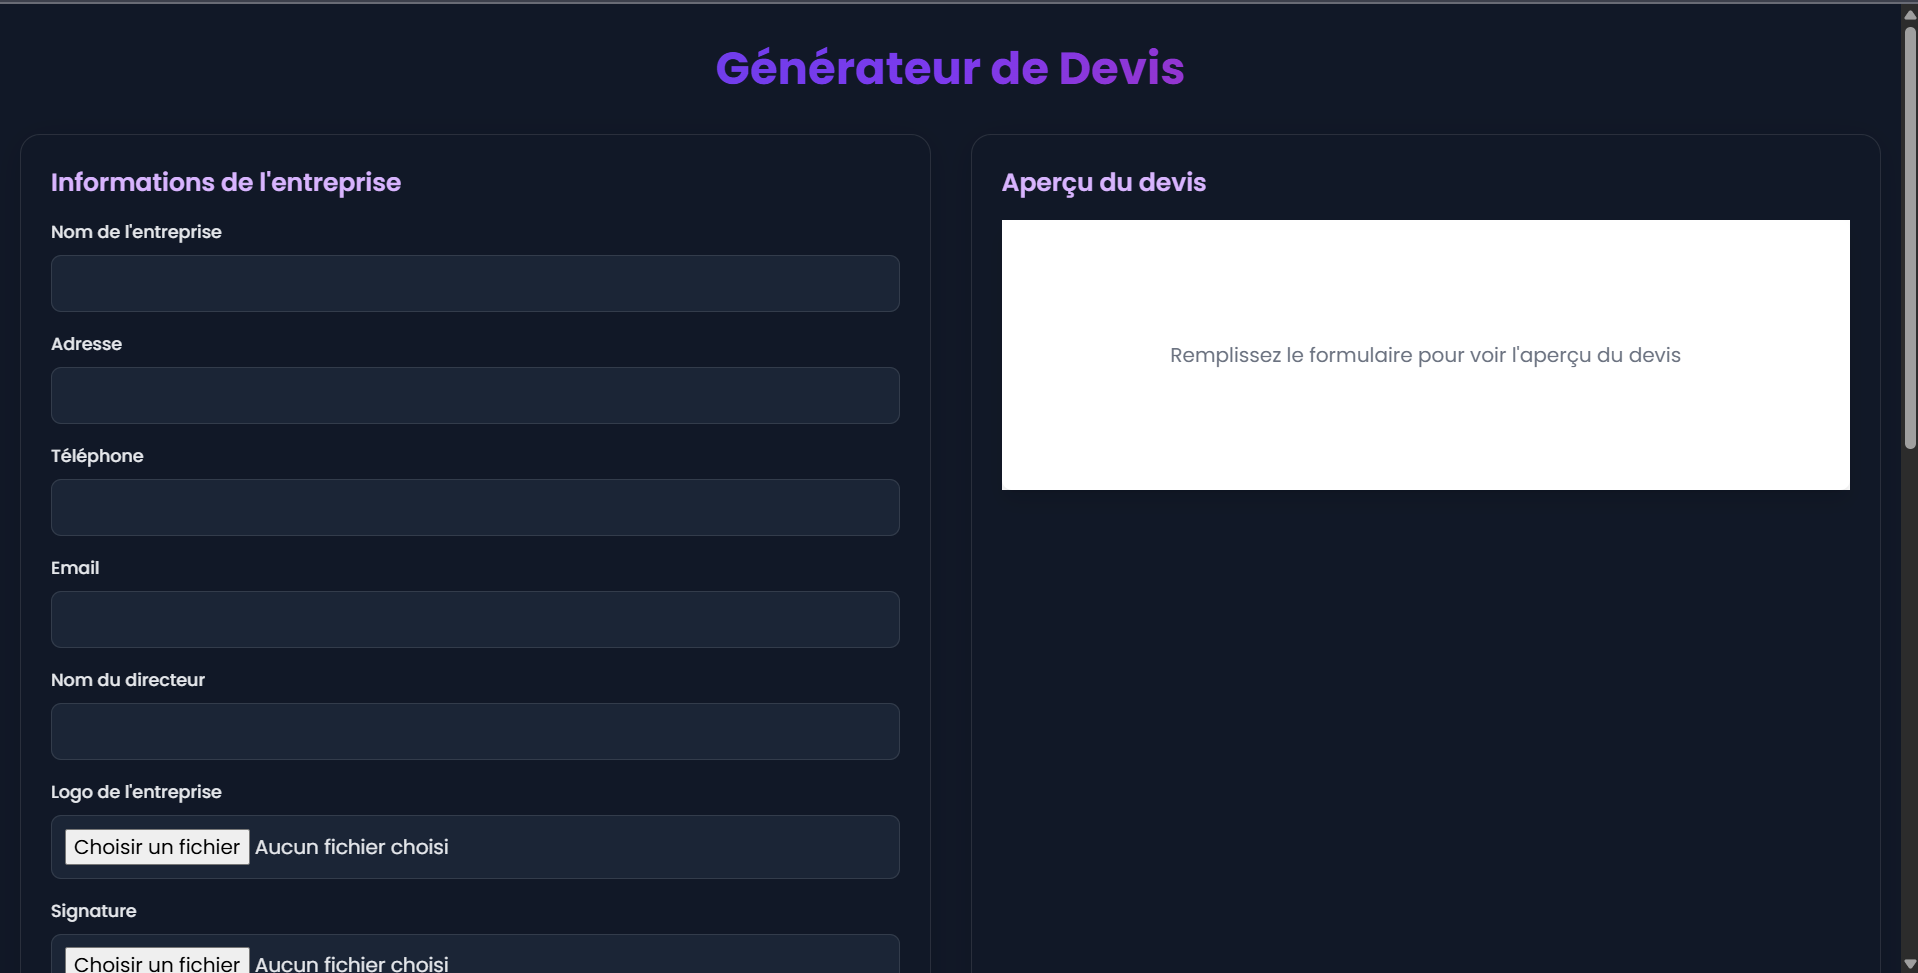 Générateur de Devis
Informations de l'entreprise
Nom de l'entreprise
Adresse
Téléphone
Email
Nom du directeur
Logo de l'entreprise
Choisir un fichier Aucun fichier choisi
Signature
Choisir un fichier Aucun fichier choisi
Aperçu du devis
Remplissez le formulaire pour voir l'aperçu du devis